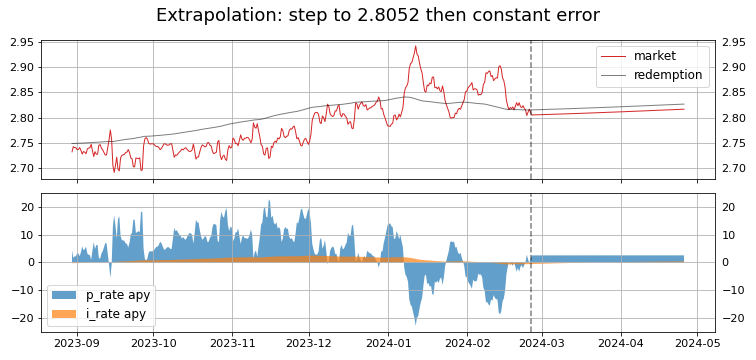 Extrapolation: step to 2.8052 then constant error
2.95 2.95
2.90 2.90
2.85 2.85
2.80 2.80
2.75 2.75
2.70 2.70
market
redemption
20 20
10 10
0 0
−10 −10
−20 −20
p_rate apy
i_rate apy
2023-09 2023-10 2023-11 2023-12 2024-01 2024-02 2024-03 2024-04 2024-05